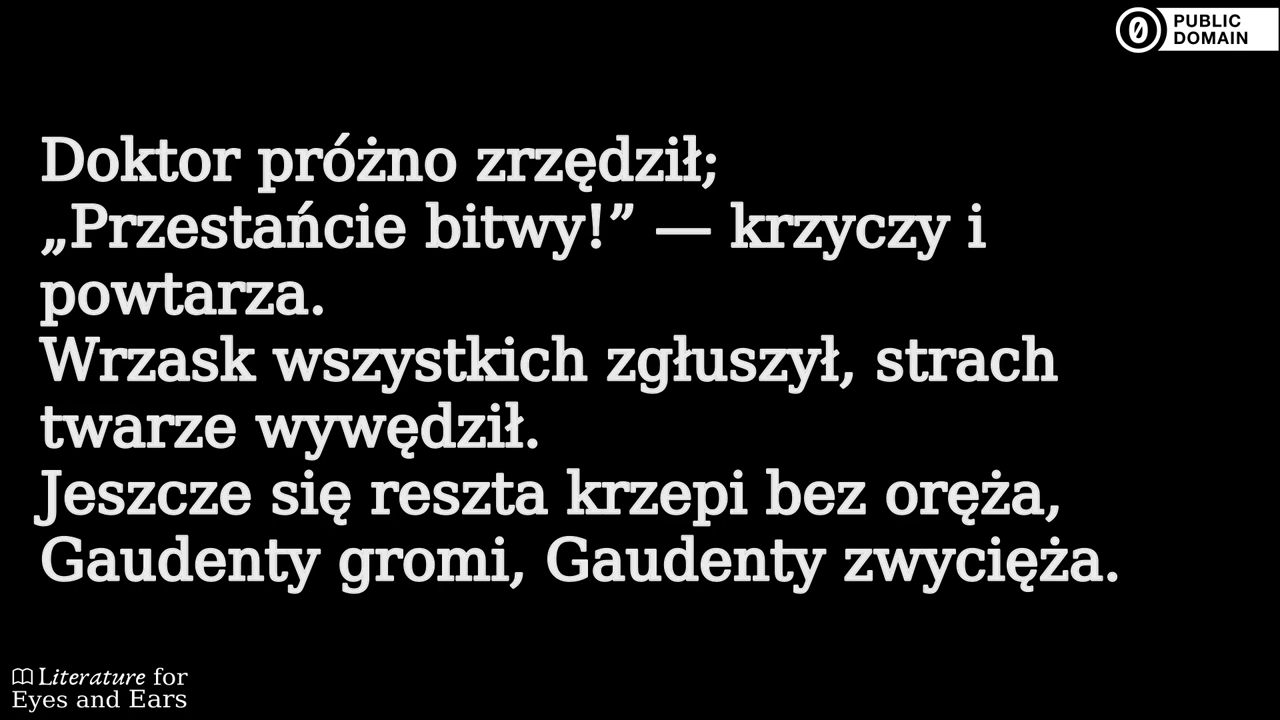 PUBLIC
DOMAIN
Doktor próżno zrzędził;
„Przestańcie bitwy!” — krzyczy i
powtarza.
Wrzask wszystkich zgłuszył, strach
twarze wywędził.
Jeszcze się reszta krzepi bez oręża,
Gaudenty gromi, Gaudenty zwycięża.
Literature for
Eyes and Ears